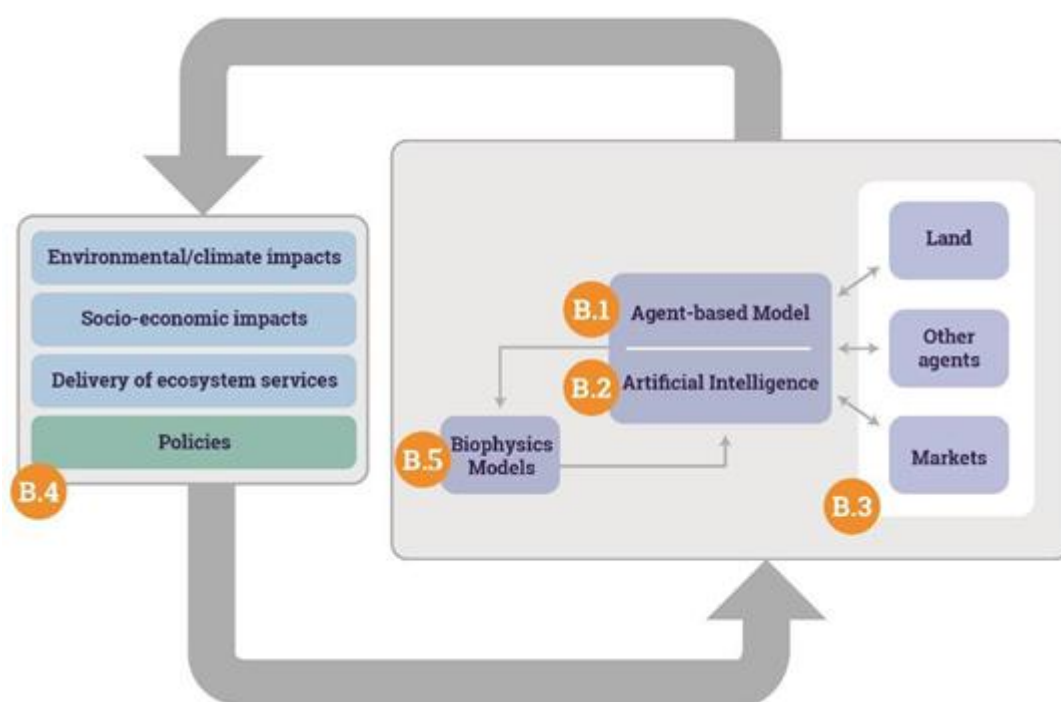 Environmental/climate impacts
Socio-economic impacts
Delivery of ecosystem services
Policies
B.4
B.1
Agent-based Model
B.2
Artificial Intelligence
B.5
Biophysics
Models
Land
Other
agents
Markets
B.3